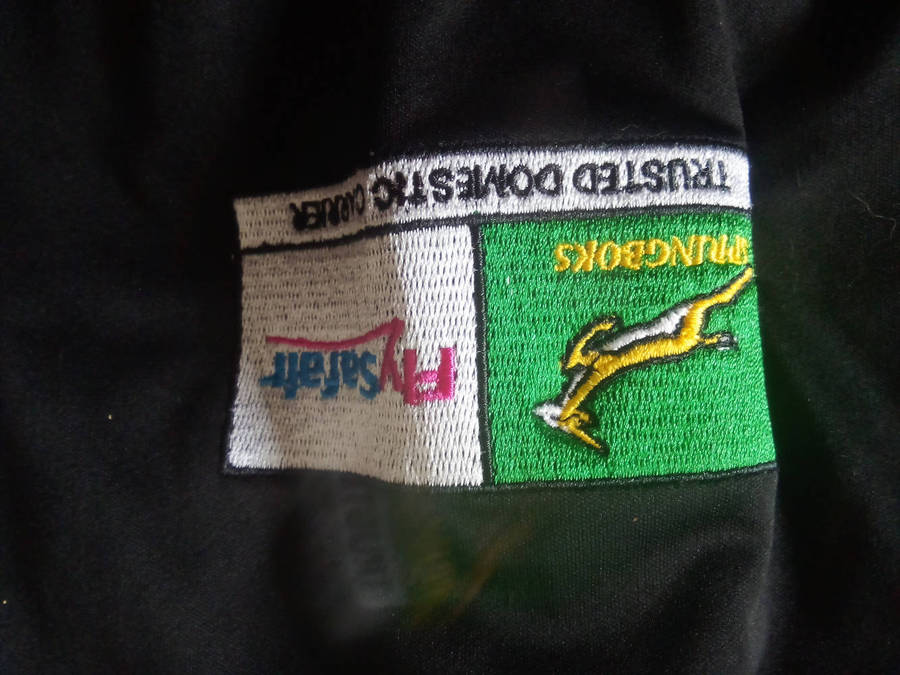 SPRINGBOKS
FlySafair
TRUSTED DOMESTIC CARRIER